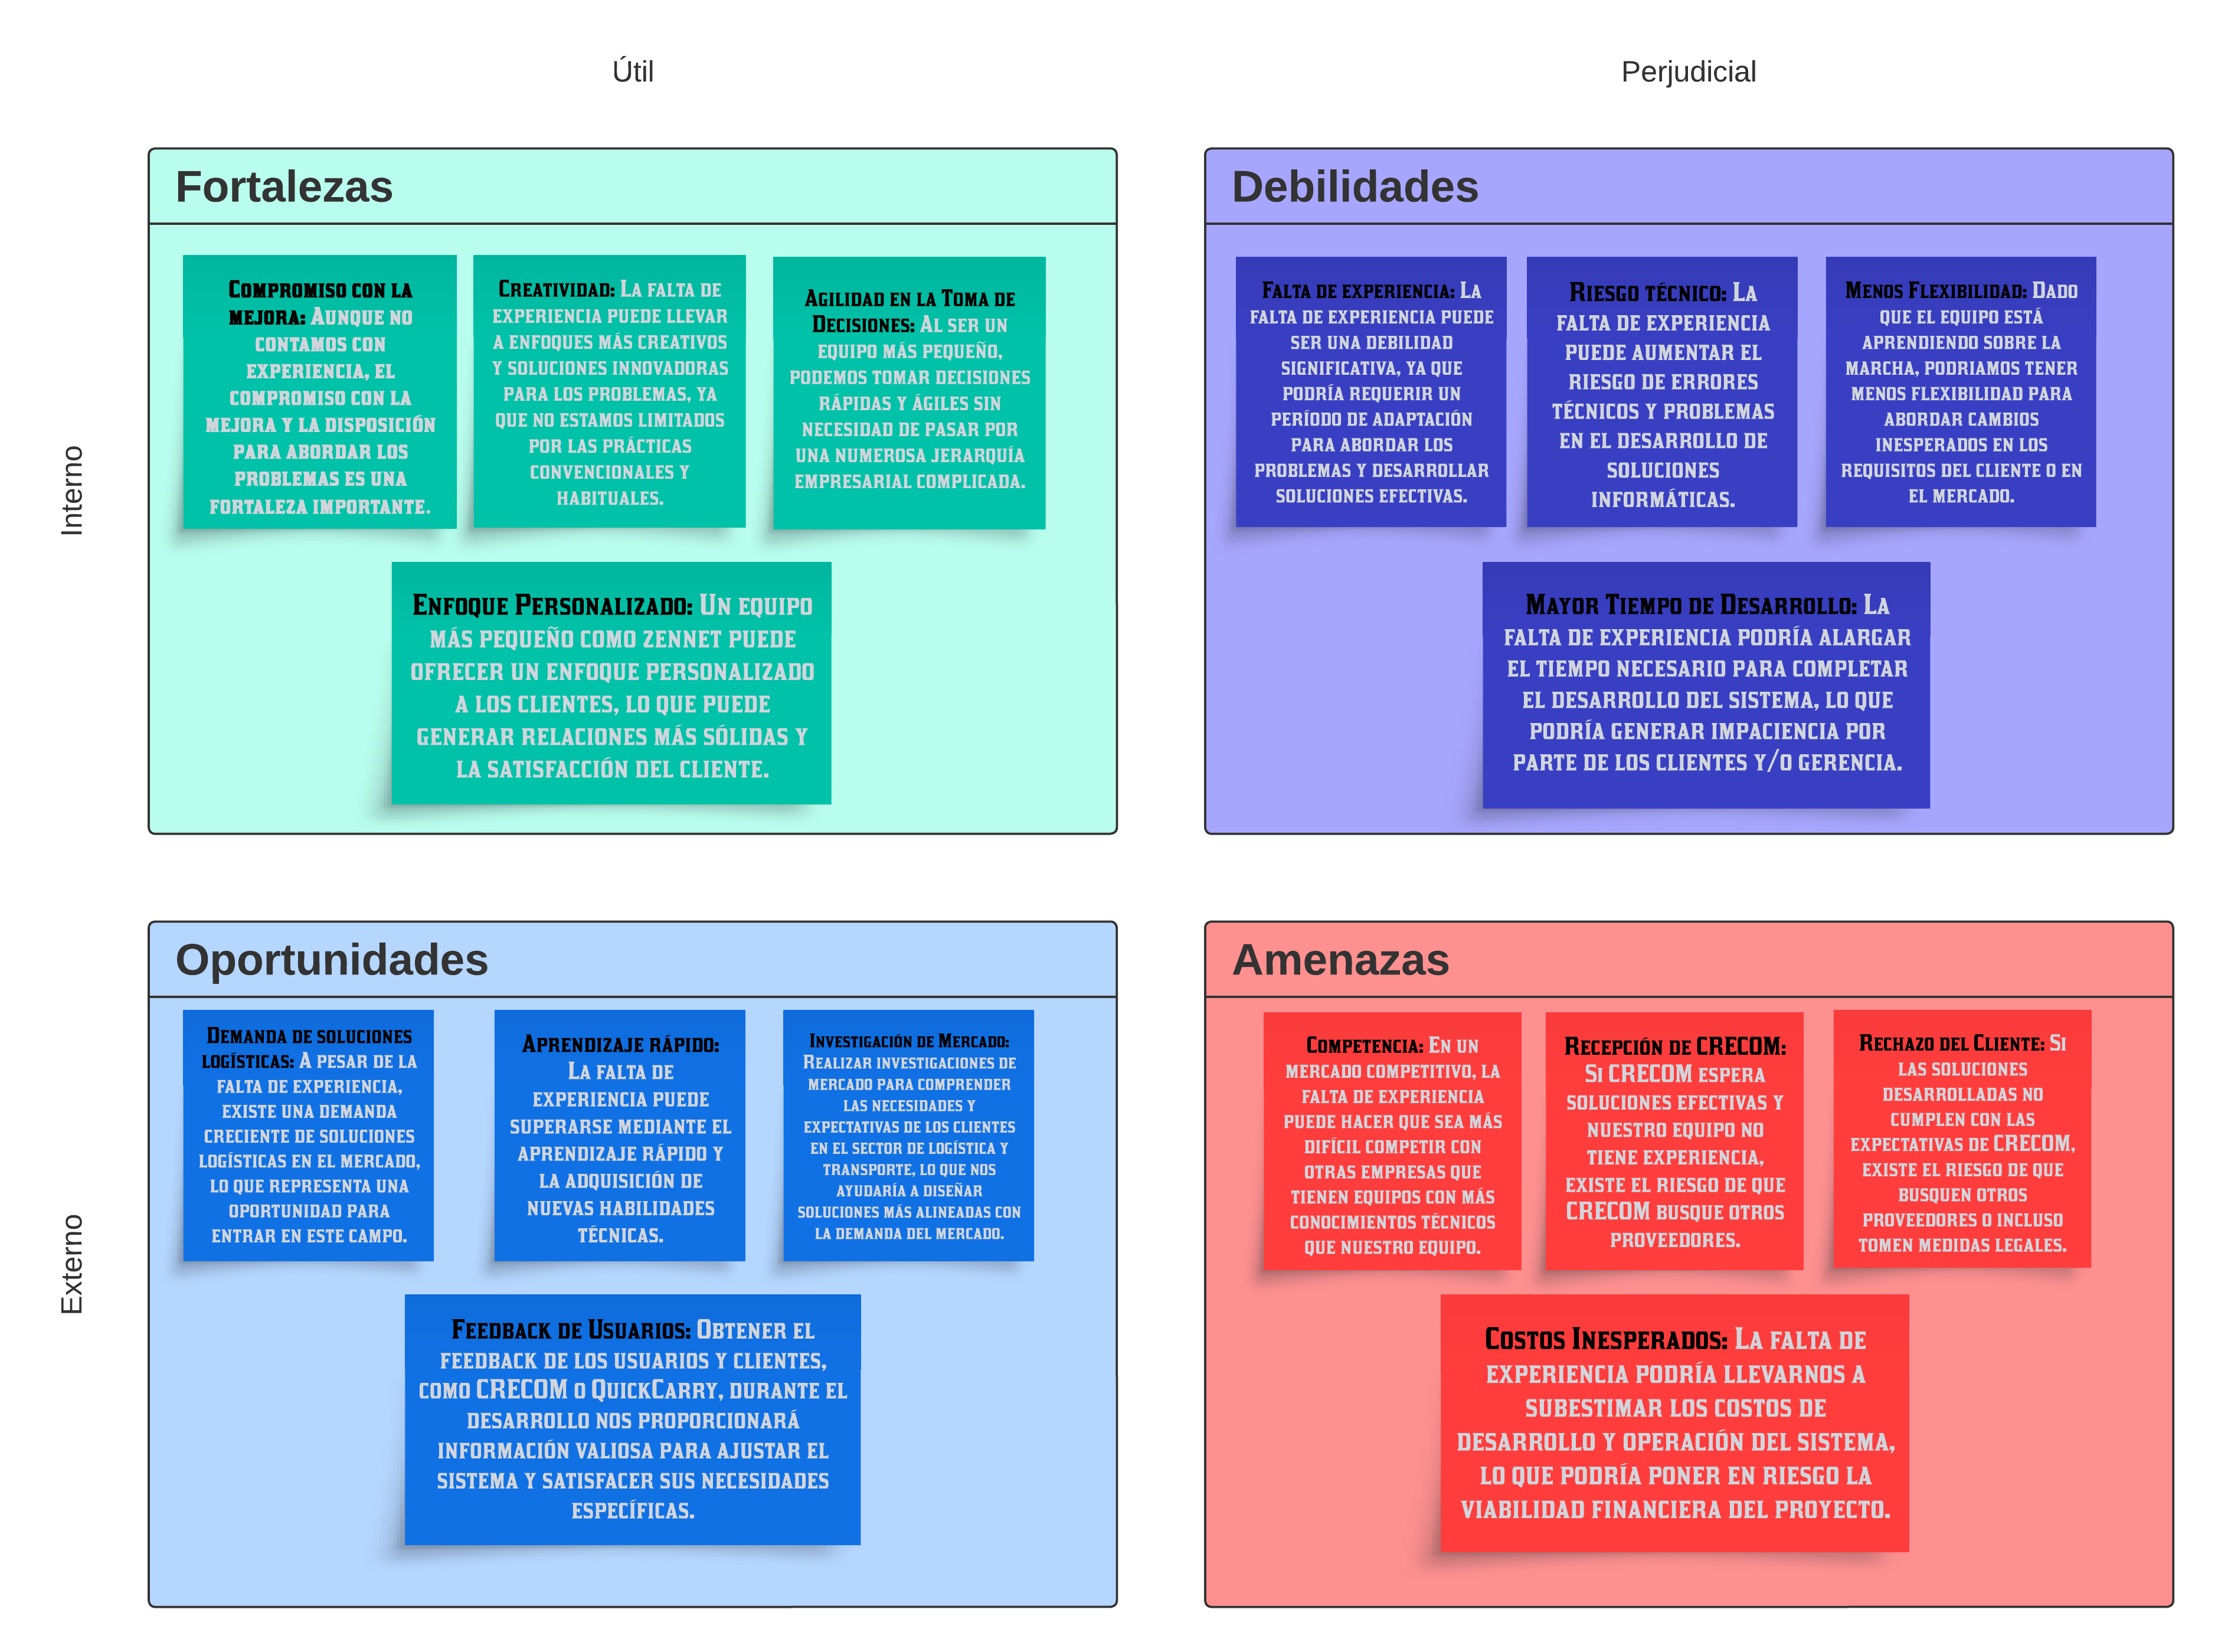 Útil
Perjudicial
Interno
Fortalezas
Compromiso con la
mejora: Aunque no
contamos con
experiencia, el
compromiso con la
mejora y la disposición
para abordar los
problemas es una
fortaleza importante.
Creatividad: La falta de
experiencia puede llevar
a enfoques más creativos
y soluciones innovadoras
para los problemas, ya
que no estamos limitados
por las prácticas
convencionales y
habituales.
Agilidad en la Toma de
Decisiones: Al ser un
equipo más pequeño,
podemos tomar decisiones
rápidas y ágiles sin
necesidad de pasar por
una numerosa jerarquía
empresarial complicada.
Enfoque Personalizado: Un equipo
más pequeño como zennet puede
ofrecer un enfoque personalizado
a los clientes, lo que puede
generar relaciones más sólidas y
la satisfacción del cliente.
Debilidades
Falta de experiencia: La
falta de experiencia puede
ser una debilidad
significativa, ya que
podría requerir un
período de adaptación
para abordar los
problemas y desarrollar
soluciones efectivas.
Riesgo técnico: La
falta de experiencia
puede aumentar el
riesgo de errores
técnicos y problemas
en el desarrollo de
soluciones
informáticas.
Menos Flexibilidad: Dado
que el equipo está
aprendiendo sobre la
marcha, podriamos tener
menos flexibilidad para
abordar cambios
inesperados en los
requisitos del cliente o en
el mercado.
Mayor Tiempo de Desarrollo: La
falta de experiencia podría alargar
el tiempo necesario para completar
el desarrollo del sistema, lo que
podría generar impaciencia por
parte de los clientes y/o gerencia.
Externo
Oportunidades
Demanda de soluciones
logísticas: A pesar de la
falta de experiencia,
existe una demanda
creciente de soluciones
logísticas en el mercado,
lo que representa una
oportunidad para
entrar en este campo.
Aprendizaje rápido:
La falta de
experiencia puede
superarse mediante el
aprendizaje rápido y
la adquisición de
nuevas habilidades
técnicas.
Investigación de Mercado:
Realizar investigaciones de
mercado para comprender
las necesidades y
expectativas de los clientes
en el sector de logística y
transporte, lo que nos
ayudaría a diseñar
soluciones más alineadas con
la demanda del mercado.
Feedback de Usuarios: Obtener el
feedback de los usuarios y clientes,
como CRECOM o QuickCarry, durante el
desarrollo nos proporcionará
información valiosa para ajustar el
sistema y satisfacer sus necesidades
específicas.
Amenazas
Competencia: En un
mercado competitivo, la
falta de experiencia
puede hacer que sea más
difícil competir con
otras empresas que
tienen equipos con más
conocimientos técnicos
que nuestro equipo.
Recepción de CRECOM:
Si CRECOM espera
soluciones efectivas y
nuestro equipo no
tiene experiencia,
existe el riesgo de que
CRECOM busque otros
proveedores.
Rechazo del Cliente: Si
las soluciones
desarrolladas no
cumplen con las
expectativas de CRECOM,
existe el riesgo de que
busquen otros
proveedores o incluso
tomen medidas legales.
Costos Inesperados: La falta de
experiencia podría llevarnos a
subestimar los costos de
desarrollo y operación del sistema,
lo que podría poner en riesgo la
viabilidad financiera del proyecto.